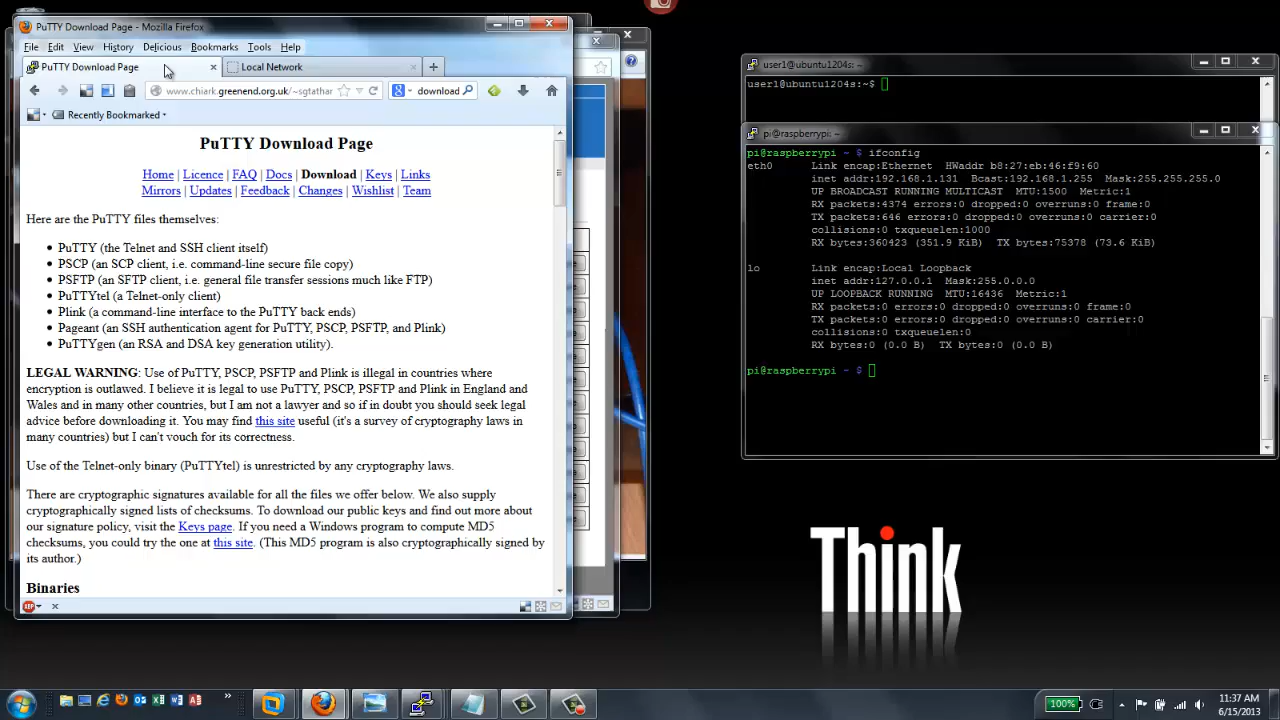 PuTTY Download Page - Mozilla Firefox
File Edit View History Delicious Bookmarks Tools Help
PuTTY Download Page
Local Network
www.chiark.greenend.org.uk/~sgtathar
download
Recently Bookmarked
PuTTY Download Page
Home | Licence | FAQ | Docs | Download | Keys | Links
Mirrors | Updates | Feedback | Changes | Wishlist | Team
Here are the PuTTY files themselves:
PuTTY (the Telnet and SSH client itself)
PSCP (an SCP client, i.e. command-line secure file copy)
PSFTP (an SFTP client, i.e. general file transfer sessions much like FTP)
PuTTYtel (a Telnet-only client)
Plink (a command-line interface to the PuTTY back ends)
Pageant (an SSH authentication agent for PuTTY, PSCP, PSFTP, and Plink)
PuTTYgen (an RSA and DSA key generation utility).
LEGAL WARNING: Use of PuTTY, PSCP, PSFTP and Plink is illegal in countries where
encryption is outlawed. I believe it is legal to use PuTTY, PSCP, PSFTP and Plink in England and
Wales and in many other countries, but I am not a lawyer and so if in doubt you should seek legal
advice before downloading it. You may find this site useful (it's a survey of cryptography laws in
many countries) but I can't vouch for its correctness.
Use of the Telnet-only binary (PuTTYtel) is unrestricted by any cryptography laws.
There are cryptographic signatures available for all the files we offer below. We also supply
cryptographically signed lists of checksums. To download our public keys and find out more about
our signature policy, visit the Keys page. If you need a Windows program to compute MD5
checksums, you could try the one at this site. (This MD5 program is also cryptographically signed by
its author.)
Binaries
user1@ubuntu1204s: ~
user1@ubuntu1204s:~$
pi@raspberrypi: ~
pi@raspberrypi ~ $ ifconfig
eth0 Link encap:Ethernet HWaddr b8:27:eb:46:f9:60
inet addr:192.168.1.131 Bcast:192.168.1.255 Mask:255.255.255.0
UP BROADCAST RUNNING MULTICAST MTU:1500 Metric:1
RX packets:4374 errors:0 dropped:0 overruns:0 frame:0
TX packets:646 errors:0 dropped:0 overruns:0 carrier:0
collisions:0 txqueuelen:1000
RX bytes:360423 (351.9 KiB) TX bytes:75378 (73.6 KiB)
lo Link encap:Local Loopback
inet addr:127.0.0.1 Mask:255.0.0.0
UP LOOPBACK RUNNING MTU:16436 Metric:1
RX packets:0 errors:0 dropped:0 overruns:0 frame:0
TX packets:0 errors:0 dropped:0 overruns:0 carrier:0
collisions:0 txqueuelen:0
RX bytes:0 (0.0 B) TX bytes:0 (0.0 B)
pi@raspberrypi ~ $
Think
100%
11:37 AM
6/15/2013